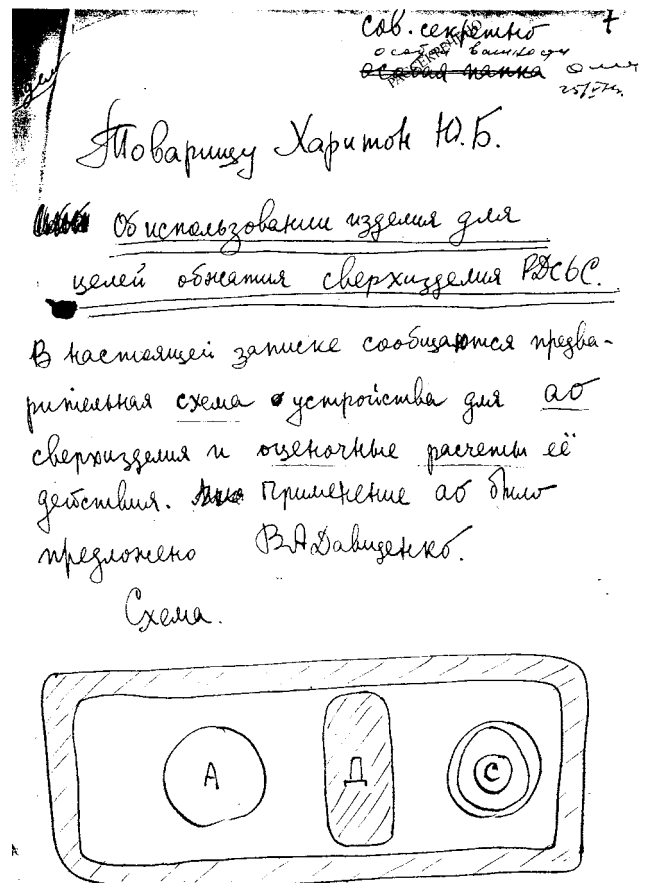 7
сов. секретно
особой важности
особая папка
РАССЕКРЕЧЕНО
Товарищу Харитон Ю.Б.
Об использовании изделия для
целей обжатия сверхизделия РДС6С.
В настоящей записке сообщаются предва-
рительная схема устройства для АО
сверхизделия и оценочные расчеты её
действия. Применение АО было
предложено В.А Давиденко.
Схема.
А Д С